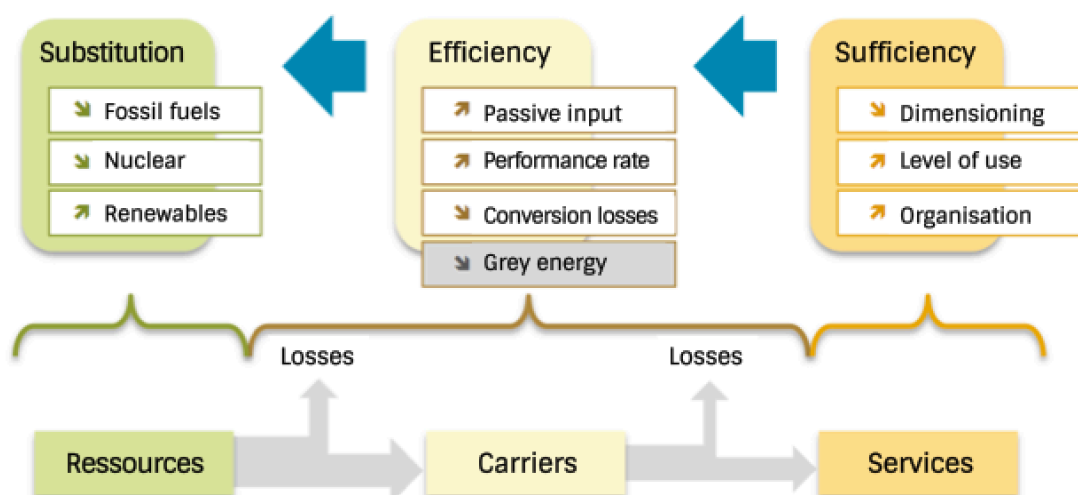 Substitution
Fossil fuels
Nuclear
Renewables
Efficiency
Passive input
Performance rate
Conversion losses
Grey energy
Sufficiency
Dimensioning
Level of use
Organisation
Losses
Losses
Ressources
Carriers
Services